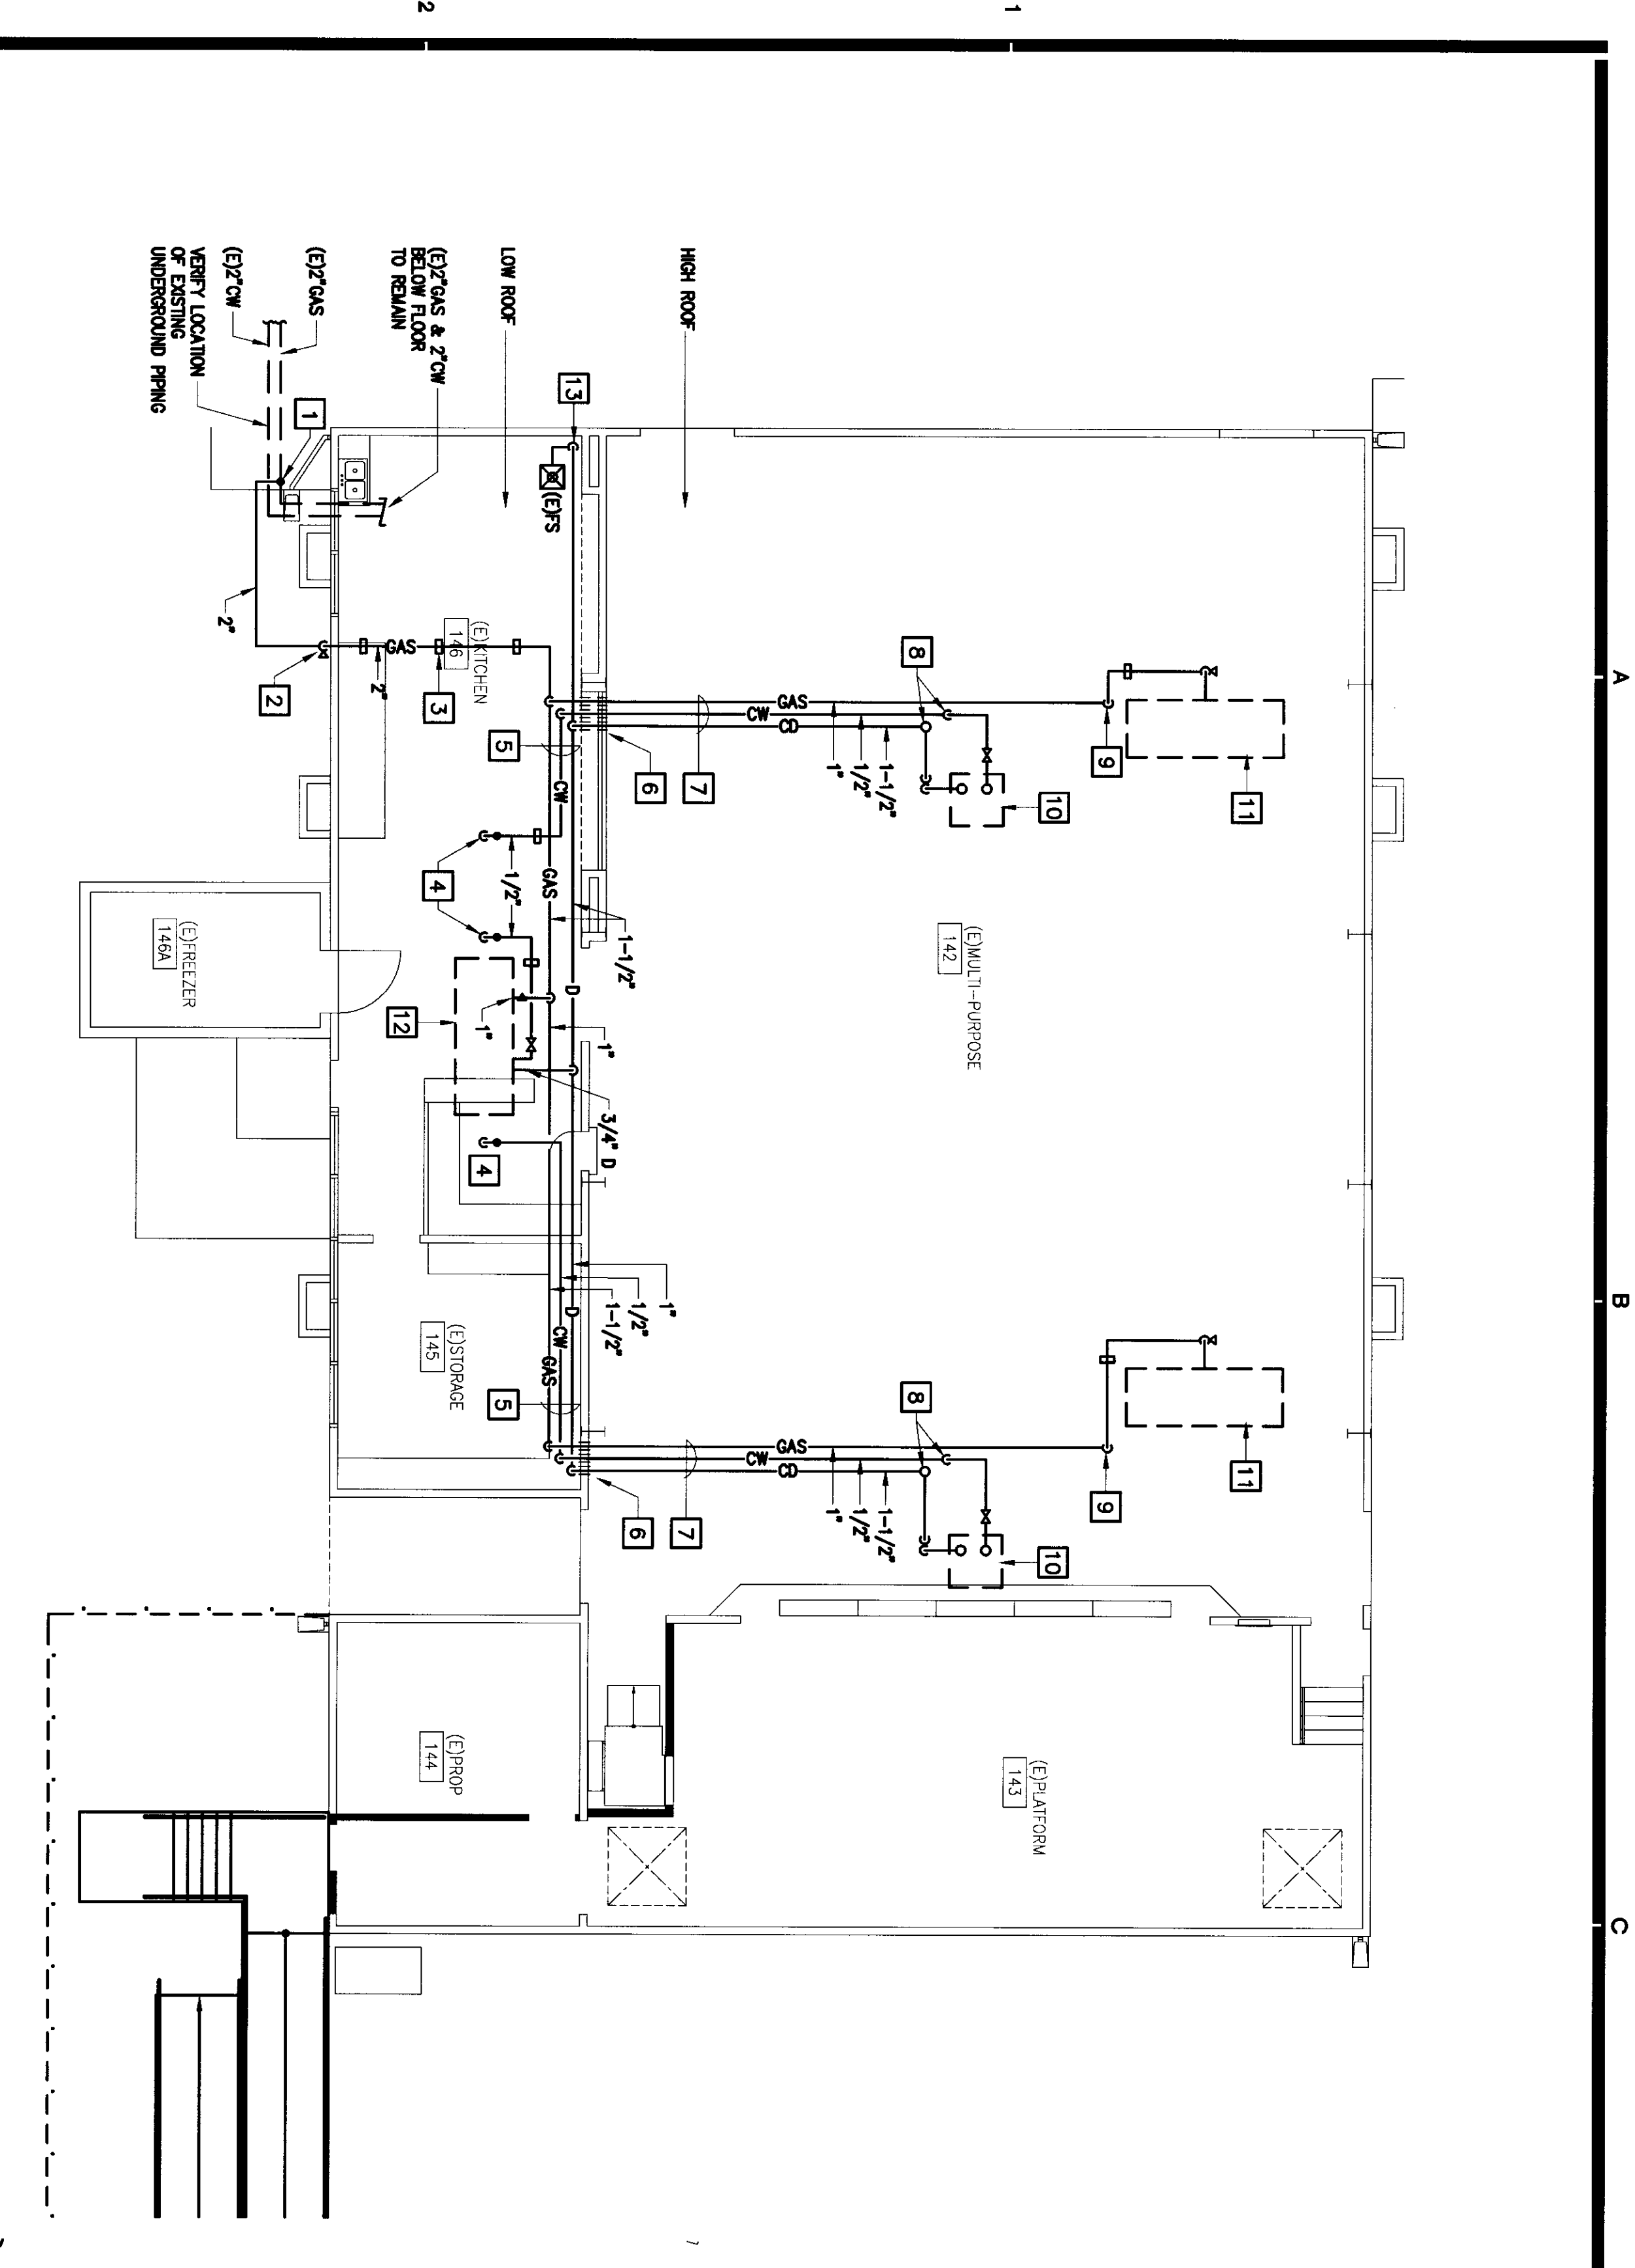 A
B
C
1
2
HIGH ROOF
LOW ROOF
(E)2"GAS & 2"CW
BELOW FLOOR
TO REMAIN
(E)2"GAS
(E)2"CW
VERIFY LOCATION
OF EXISTING
UNDERGROUND PIPING
11
11
9
9
10
10
8
8
GAS
CW
CD
1"
1/2"
1-1/2"
GAS
CW
CD
1"
1/2"
1-1/2"
(E)MULTI-PURPOSE
142
(E)PLATFORM
143
7
7
6
6
13
(E)FS
5
5
1-1/2"
D
1"
3/4" D
1"
1/2"
1-1/2"
D
CW
GAS
CW
GAS
1/2"
1"
4
4
12
(E)KITCHEN
146
3
GAS
2"
2
2"
1
(E)STORAGE
145
(E)PROP
144
(E)FREEZER
146A